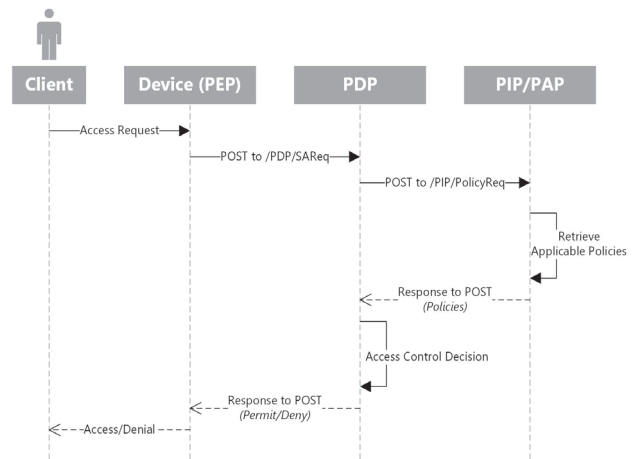 Client
Device (PEP)
PDP
PIP/PAP
Access Request
POST to /PDP/SAReq
POST to /PIP/PolicyReq
Retrieve
Applicable Policies
Response to POST
(Policies)
Access Control Decision
Response to POST
(Permit/Deny)
Access/Denial